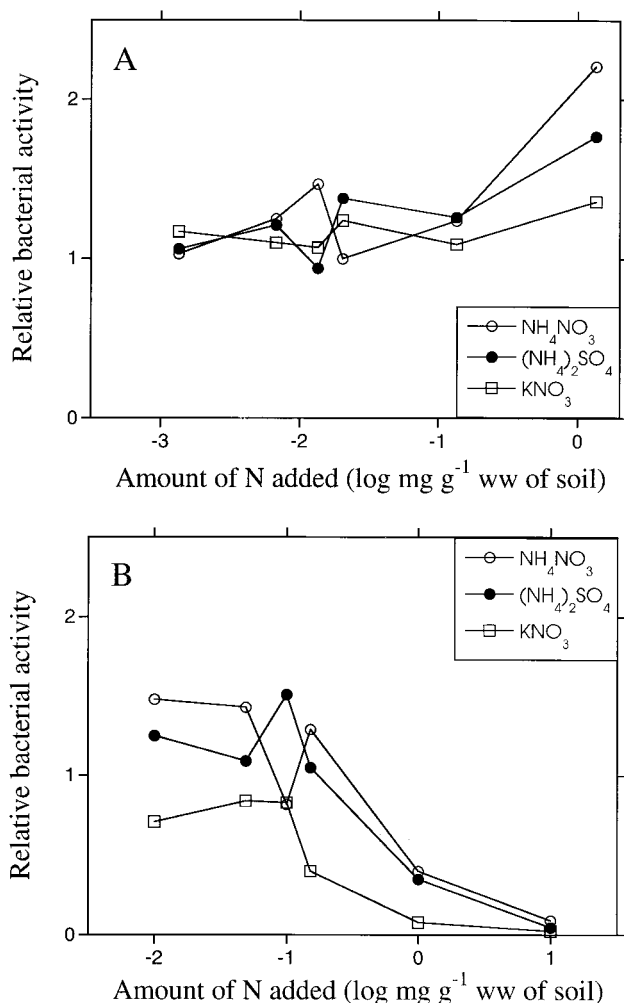 A
2
1
0
Relative bacterial activity
NH₄NO₃
(NH₄)₂SO₄
KNO₃
-3 -2 -1 0
Amount of N added (log mg g⁻¹ ww of soil)
B
2
1
0
Relative bacterial activity
NH₄NO₃
(NH₄)₂SO₄
KNO₃
-2 -1 0 1
Amount of N added (log mg g⁻¹ ww of soil)